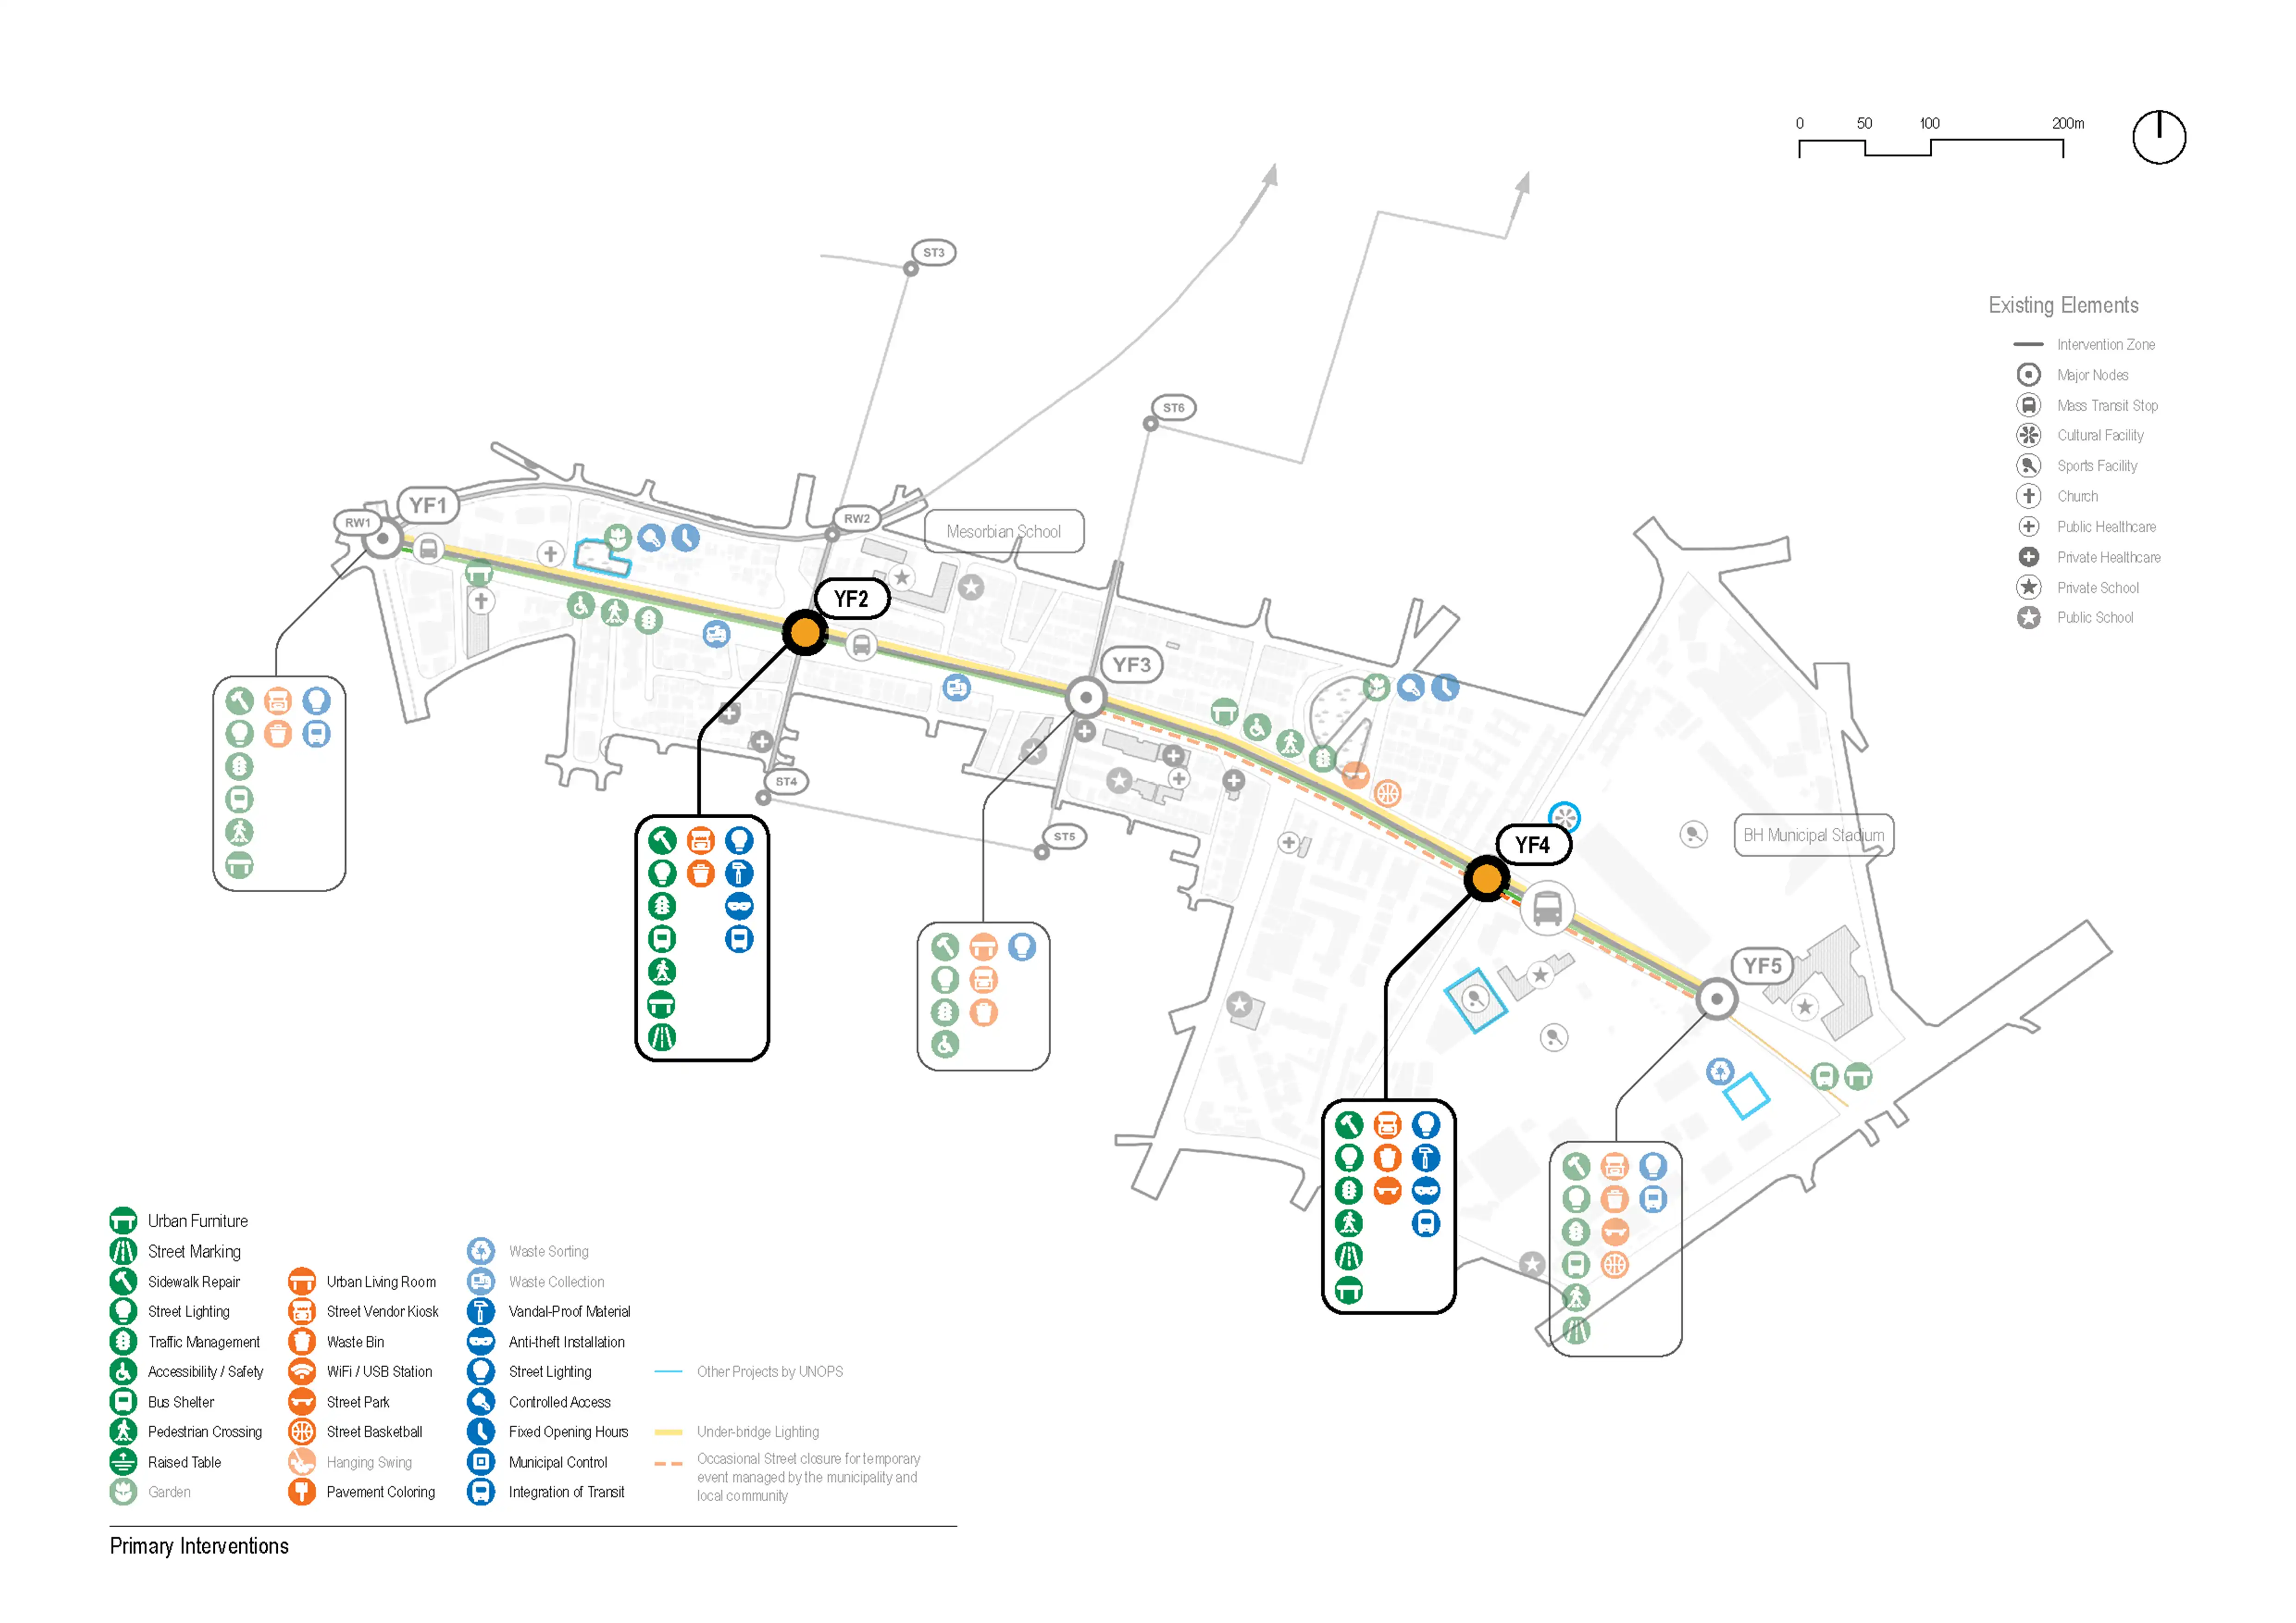 0 50 100 200m
ST3
Existing Elements
Intervention Zone
Major Nodes
Mass Transit Stop
Cultural Facility
Sports Facility
Church
Public Healthcare
Private Healthcare
Private School
Public School
ST6
YF1
RW1
RW2
Mesorbian School
YF2
YF3
ST4
ST5
YF4
BH Municipal Stadium
YF5
Urban Furniture
Street Marking
Sidewalk Repair
Street Lighting
Traffic Management
Accessibility / Safety
Bus Shelter
Pedestrian Crossing
Raised Table
Garden
Urban Living Room
Street Vendor Kiosk
Waste Bin
WiFi / USB Station
Street Park
Street Basketball
Hanging Swing
Pavement Coloring
Waste Sorting
Waste Collection
Vandal-Proof Material
Anti-theft Installation
Street Lighting
Controlled Access
Fixed Opening Hours
Municipal Control
Integration of Transit
Other Projects by UNOPS
Under-bridge Lighting
Occasional Street closure for temporary
event managed by the municipality and
local community
Primary Interventions